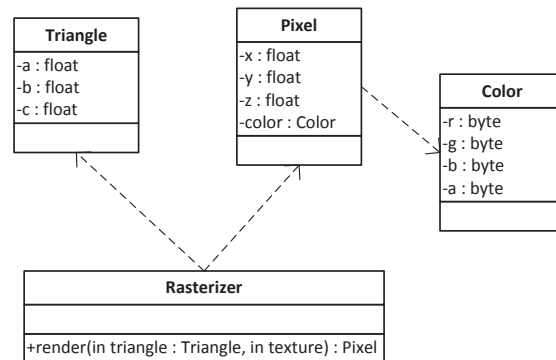 Triangle
-a : float
-b : float
-c : float
Pixel
-x : float
-y : float
-z : float
-color : Color
Color
-r : byte
-g : byte
-b : byte
-a : byte
Rasterizer
+render(in triangle : Triangle, in texture) : Pixel